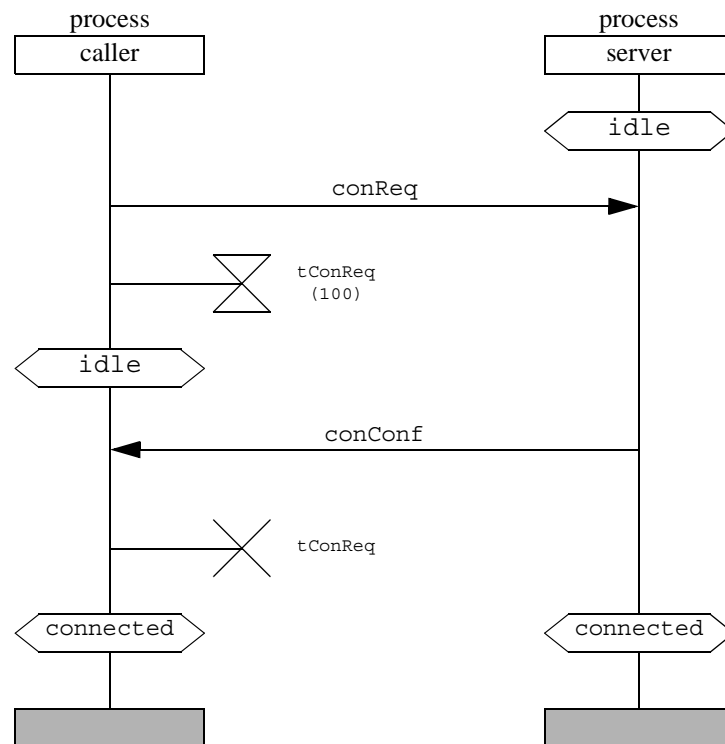 process
process
caller
server
idle
conReq
tConReq
(100)
idle
conConf
tConReq
connected
connected